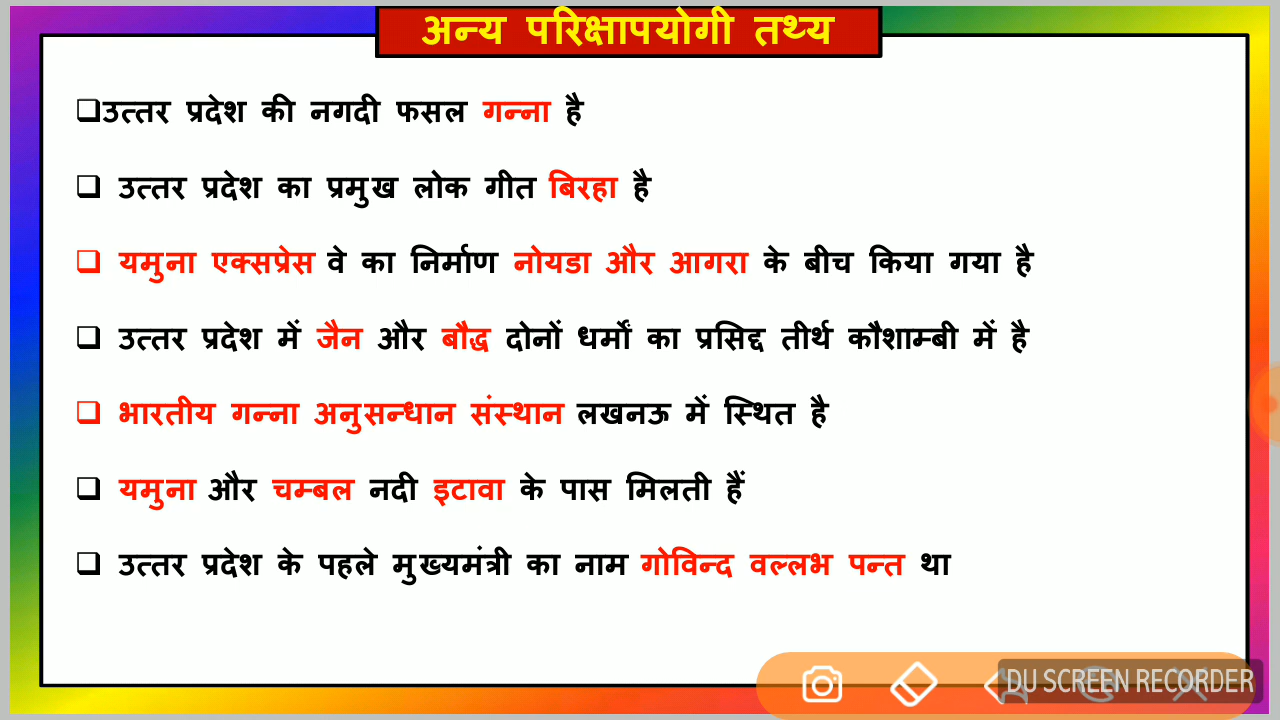 अन्य परिक्षापयोगी तथ्य
❑उत्तर प्रदेश की नगदी फसल गन्ना है
❑ उत्तर प्रदेश का प्रमुख लोक गीत बिरहा है
❑ यमुना एक्सप्रेस वे का निर्माण नोयडा और आगरा के बीच किया गया है
❑ उत्तर प्रदेश में जैन और बौद्ध दोनों धर्मों का प्रसिद्द तीर्थ कौशाम्बी में है
❑ भारतीय गन्ना अनुसन्धान संस्थान लखनऊ में स्थित है
❑ यमुना और चम्बल नदी इटावा के पास मिलती हैं
❑ उत्तर प्रदेश के पहले मुख्यमंत्री का नाम गोविन्द वल्लभ पन्त था
DU SCREEN RECORDER